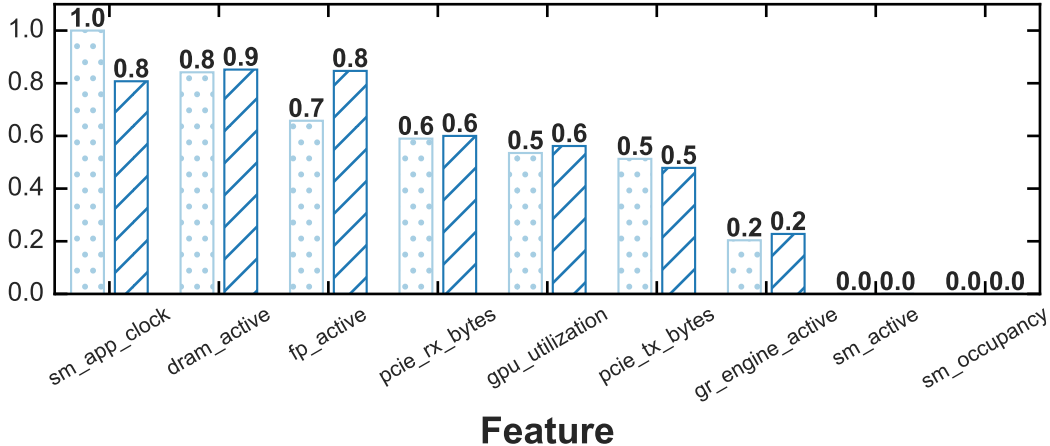 1.0
0.8
0.6
0.4
0.2
0.0
1.0 0.8 0.8 0.9 0.7 0.8 0.6 0.6 0.5 0.6 0.5 0.5 0.2 0.2 0.0 0.0 0.0 0.0
sm_app_clock dram_active fp_active pcie_rx_bytes gpu_utilization pcie_tx_bytes gr_engine_active sm_active sm_occupancy
Feature